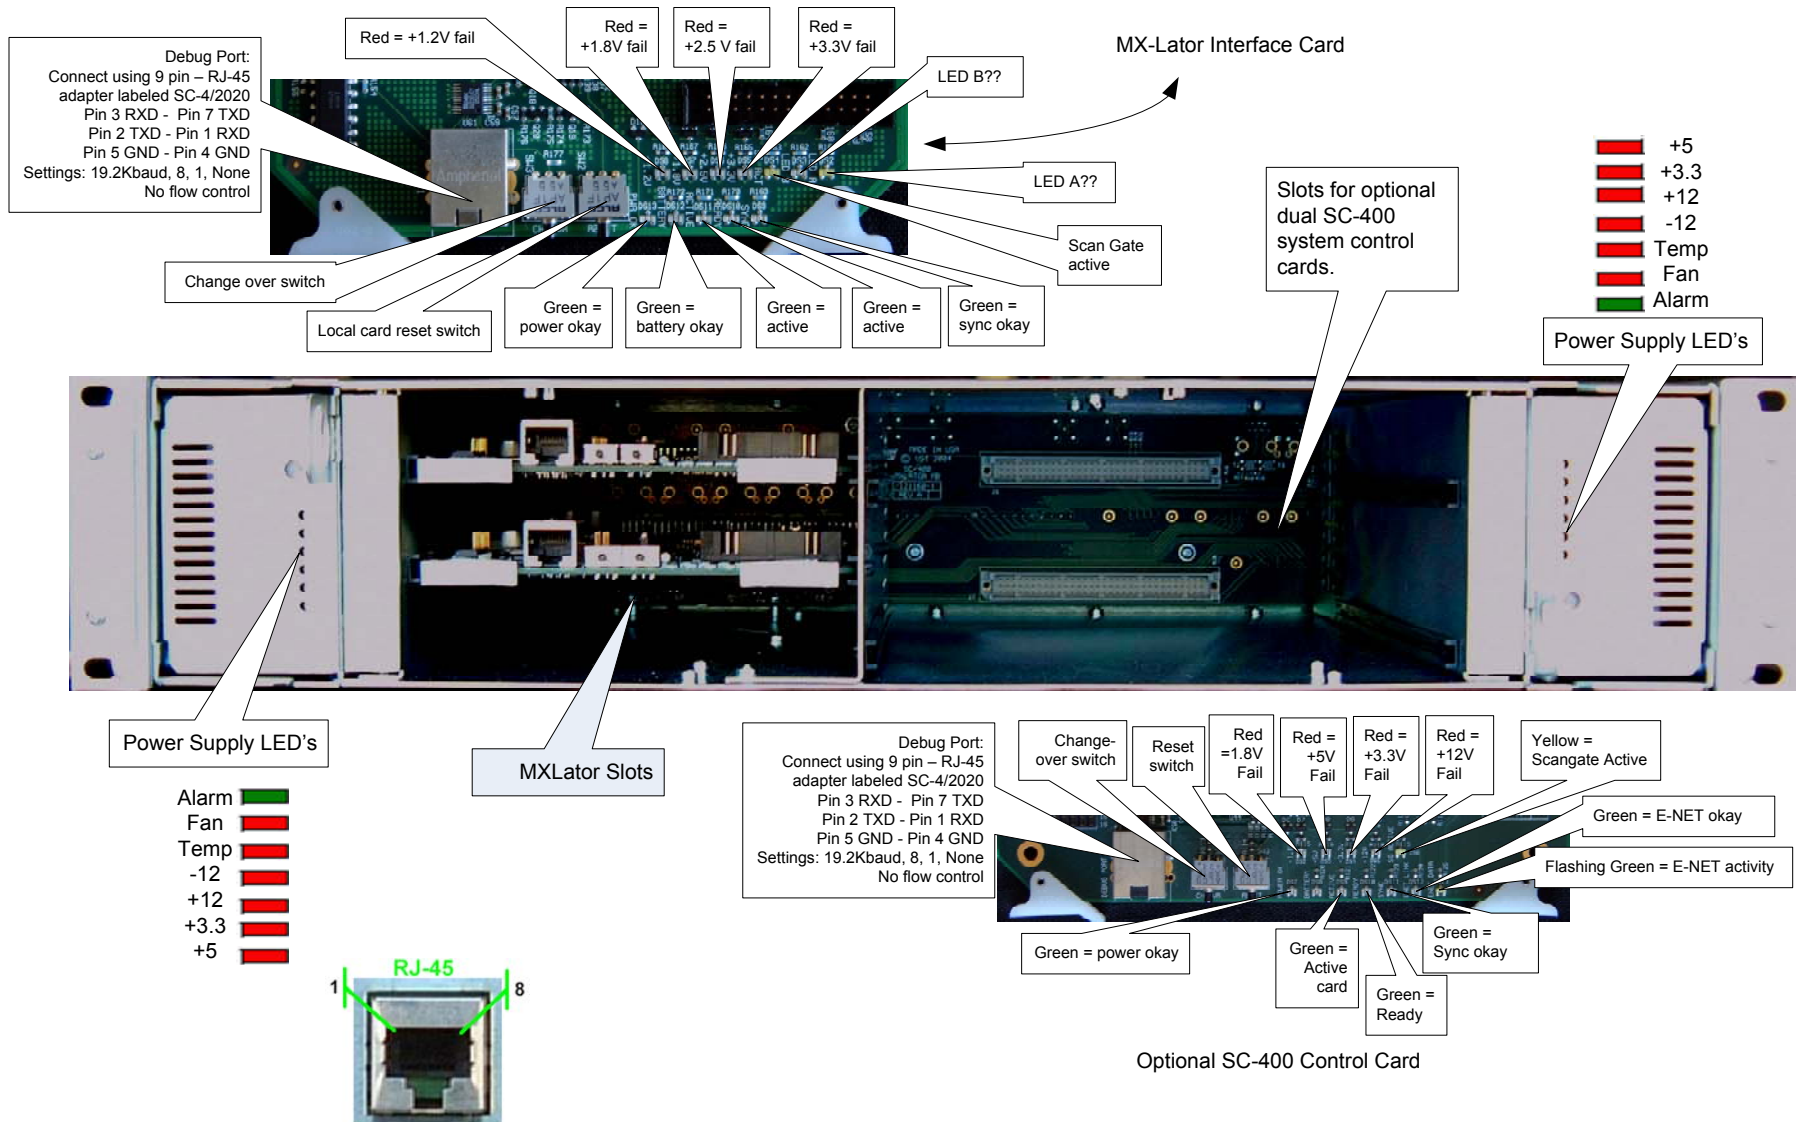 Debug Port:
Connect using 9 pin – RJ-45
adapter labeled SC-4/2020
Pin 3 RXD - Pin 7 TXD
Pin 2 TXD - Pin 1 RXD
Pin 5 GND - Pin 4 GND
Settings: 19.2Kbaud, 8, 1, None
No flow control
Red = +1.2V fail
Red =
+1.8V fail
Red =
+2.5 V fail
Red =
+3.3V fail
LED B??
MX-Lator Interface Card
LED A??
Scan Gate
active
Change over switch
Local card reset switch
Green =
power okay
Green =
battery okay
Green =
active
Green =
active
Green =
sync okay
Amphenol
R177
Slots for optional
dual SC-400
system control
cards.
+5
+3.3
+12
-12
Temp
Fan
Alarm
Power Supply LED's
MADE IN USA
SC-400
Power Supply LED's
MXLator Slots
Alarm
Fan
Temp
-12
+12
+3.3
+5
RJ-45
1
8
Debug Port:
Connect using 9 pin – RJ-45
adapter labeled SC-4/2020
Pin 3 RXD - Pin 7 TXD
Pin 2 TXD - Pin 1 RXD
Pin 5 GND - Pin 4 GND
Settings: 19.2Kbaud, 8, 1, None
No flow control
Change-
over switch
Reset
switch
Red
=1.8V
Fail
Red =
+5V
Fail
Red =
+3.3V
Fail
Red =
+12V
Fail
Yellow =
Scangate Active
Green = E-NET okay
Flashing Green = E-NET activity
Green = power okay
Green =
Active
card
Green =
Ready
Green =
Sync okay
Optional SC-400 Control Card